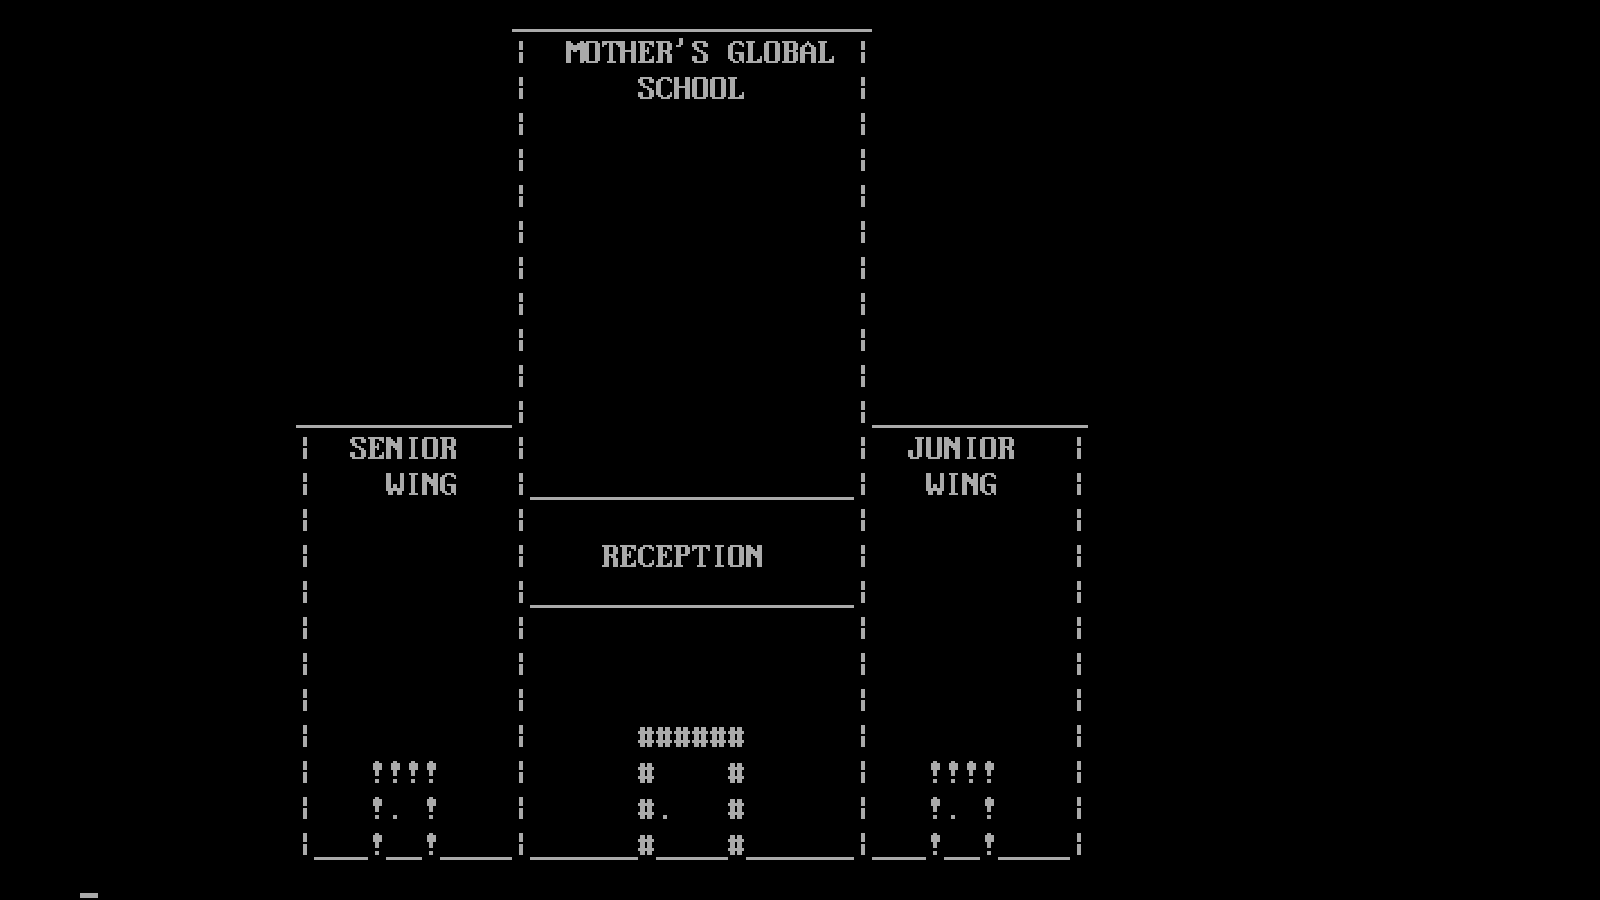 MOTHER'S GLOBAL
SCHOOL
SENIOR
WING
JUNIOR
WING
RECEPTION